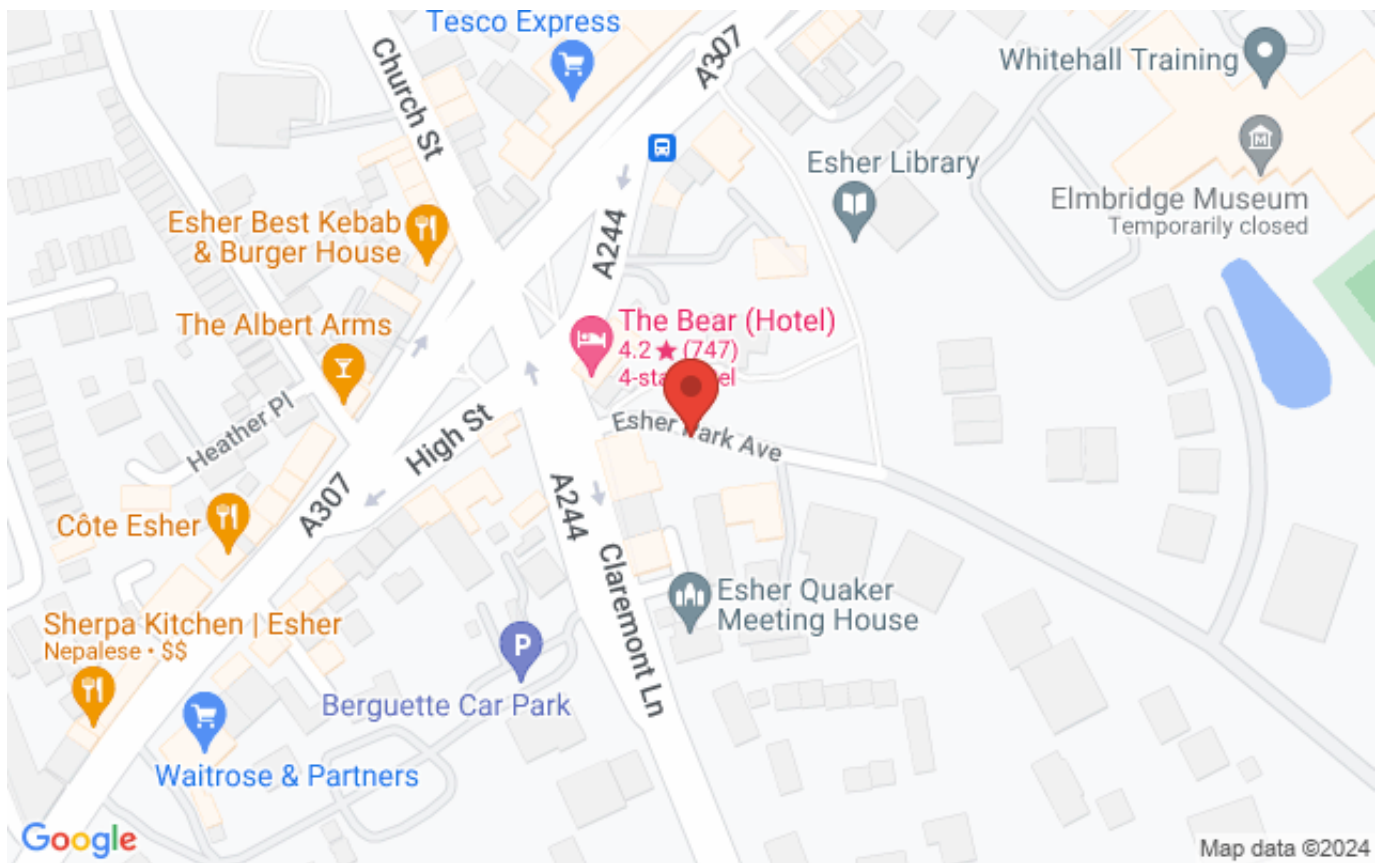 Tesco Express
A307
Whitehall Training
Church St
Esher Library
Elmbridge Museum
Temporarily closed
Esher Best Kebab
& Burger House
A244
The Albert Arms
The Bear (Hotel)
4.2 ★ (747)
4-sta
el
Heather Pl
High St
Esher Park Ave
A307
A244
Côte Esher
Claremont Ln
Esher Quaker
Meeting House
Sherpa Kitchen | Esher
Nepalese • $$
P
Berguette Car Park
Waitrose & Partners
Google
Map data ©2024